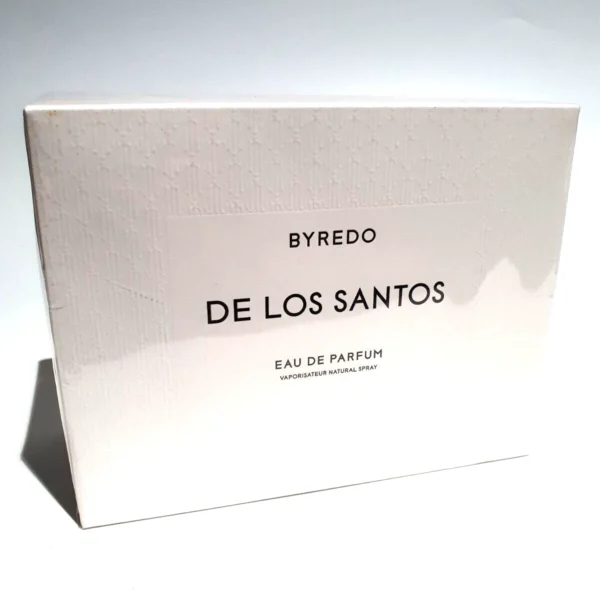 BYREDO
DE LOS SANTOS
EAU DE PARFUM
VAPORISATEUR NATURAL SPRAY